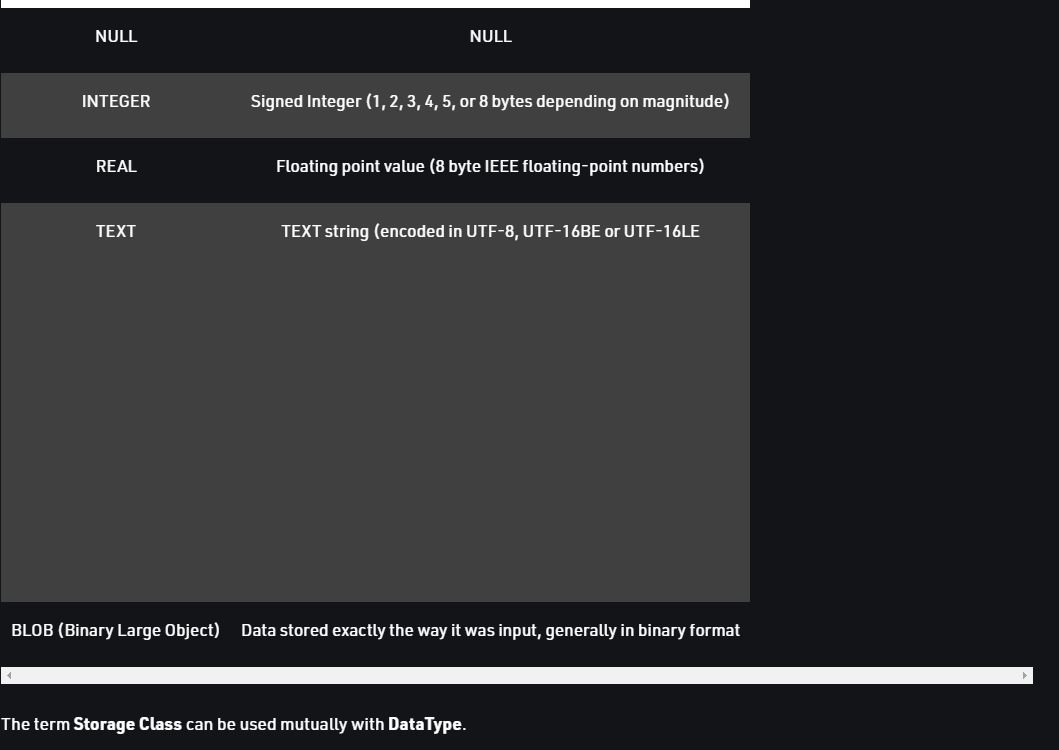 NULL NULL
INTEGER Signed Integer (1, 2, 3, 4, 5, or 8 bytes depending on magnitude)
REAL Floating point value (8 byte IEEE floating-point numbers)
TEXT TEXT string (encoded in UTF-8, UTF-16BE or UTF-16LE
BLOB (Binary Large Object) Data stored exactly the way it was input, generally in binary format
The term Storage Class can be used mutually with DataType.